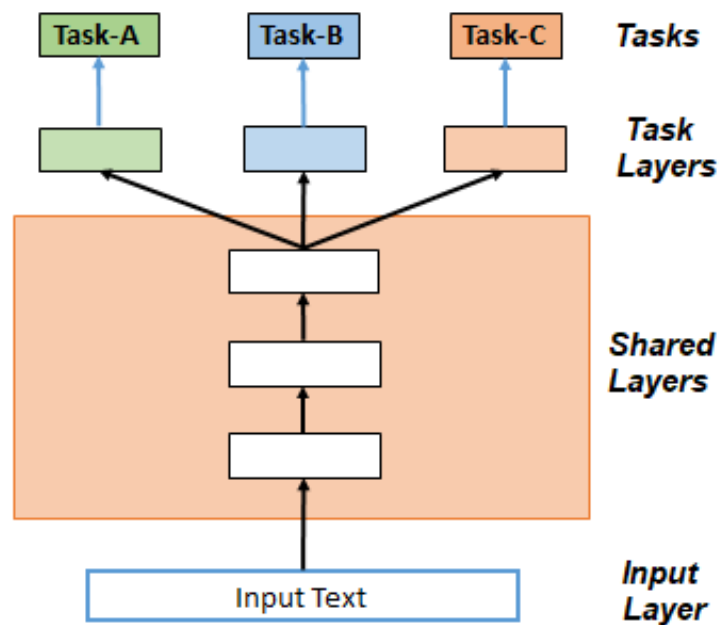 Task-A Task-B Task-C Tasks
Task
Layers
Shared
Layers
Input Text
Input
Layer